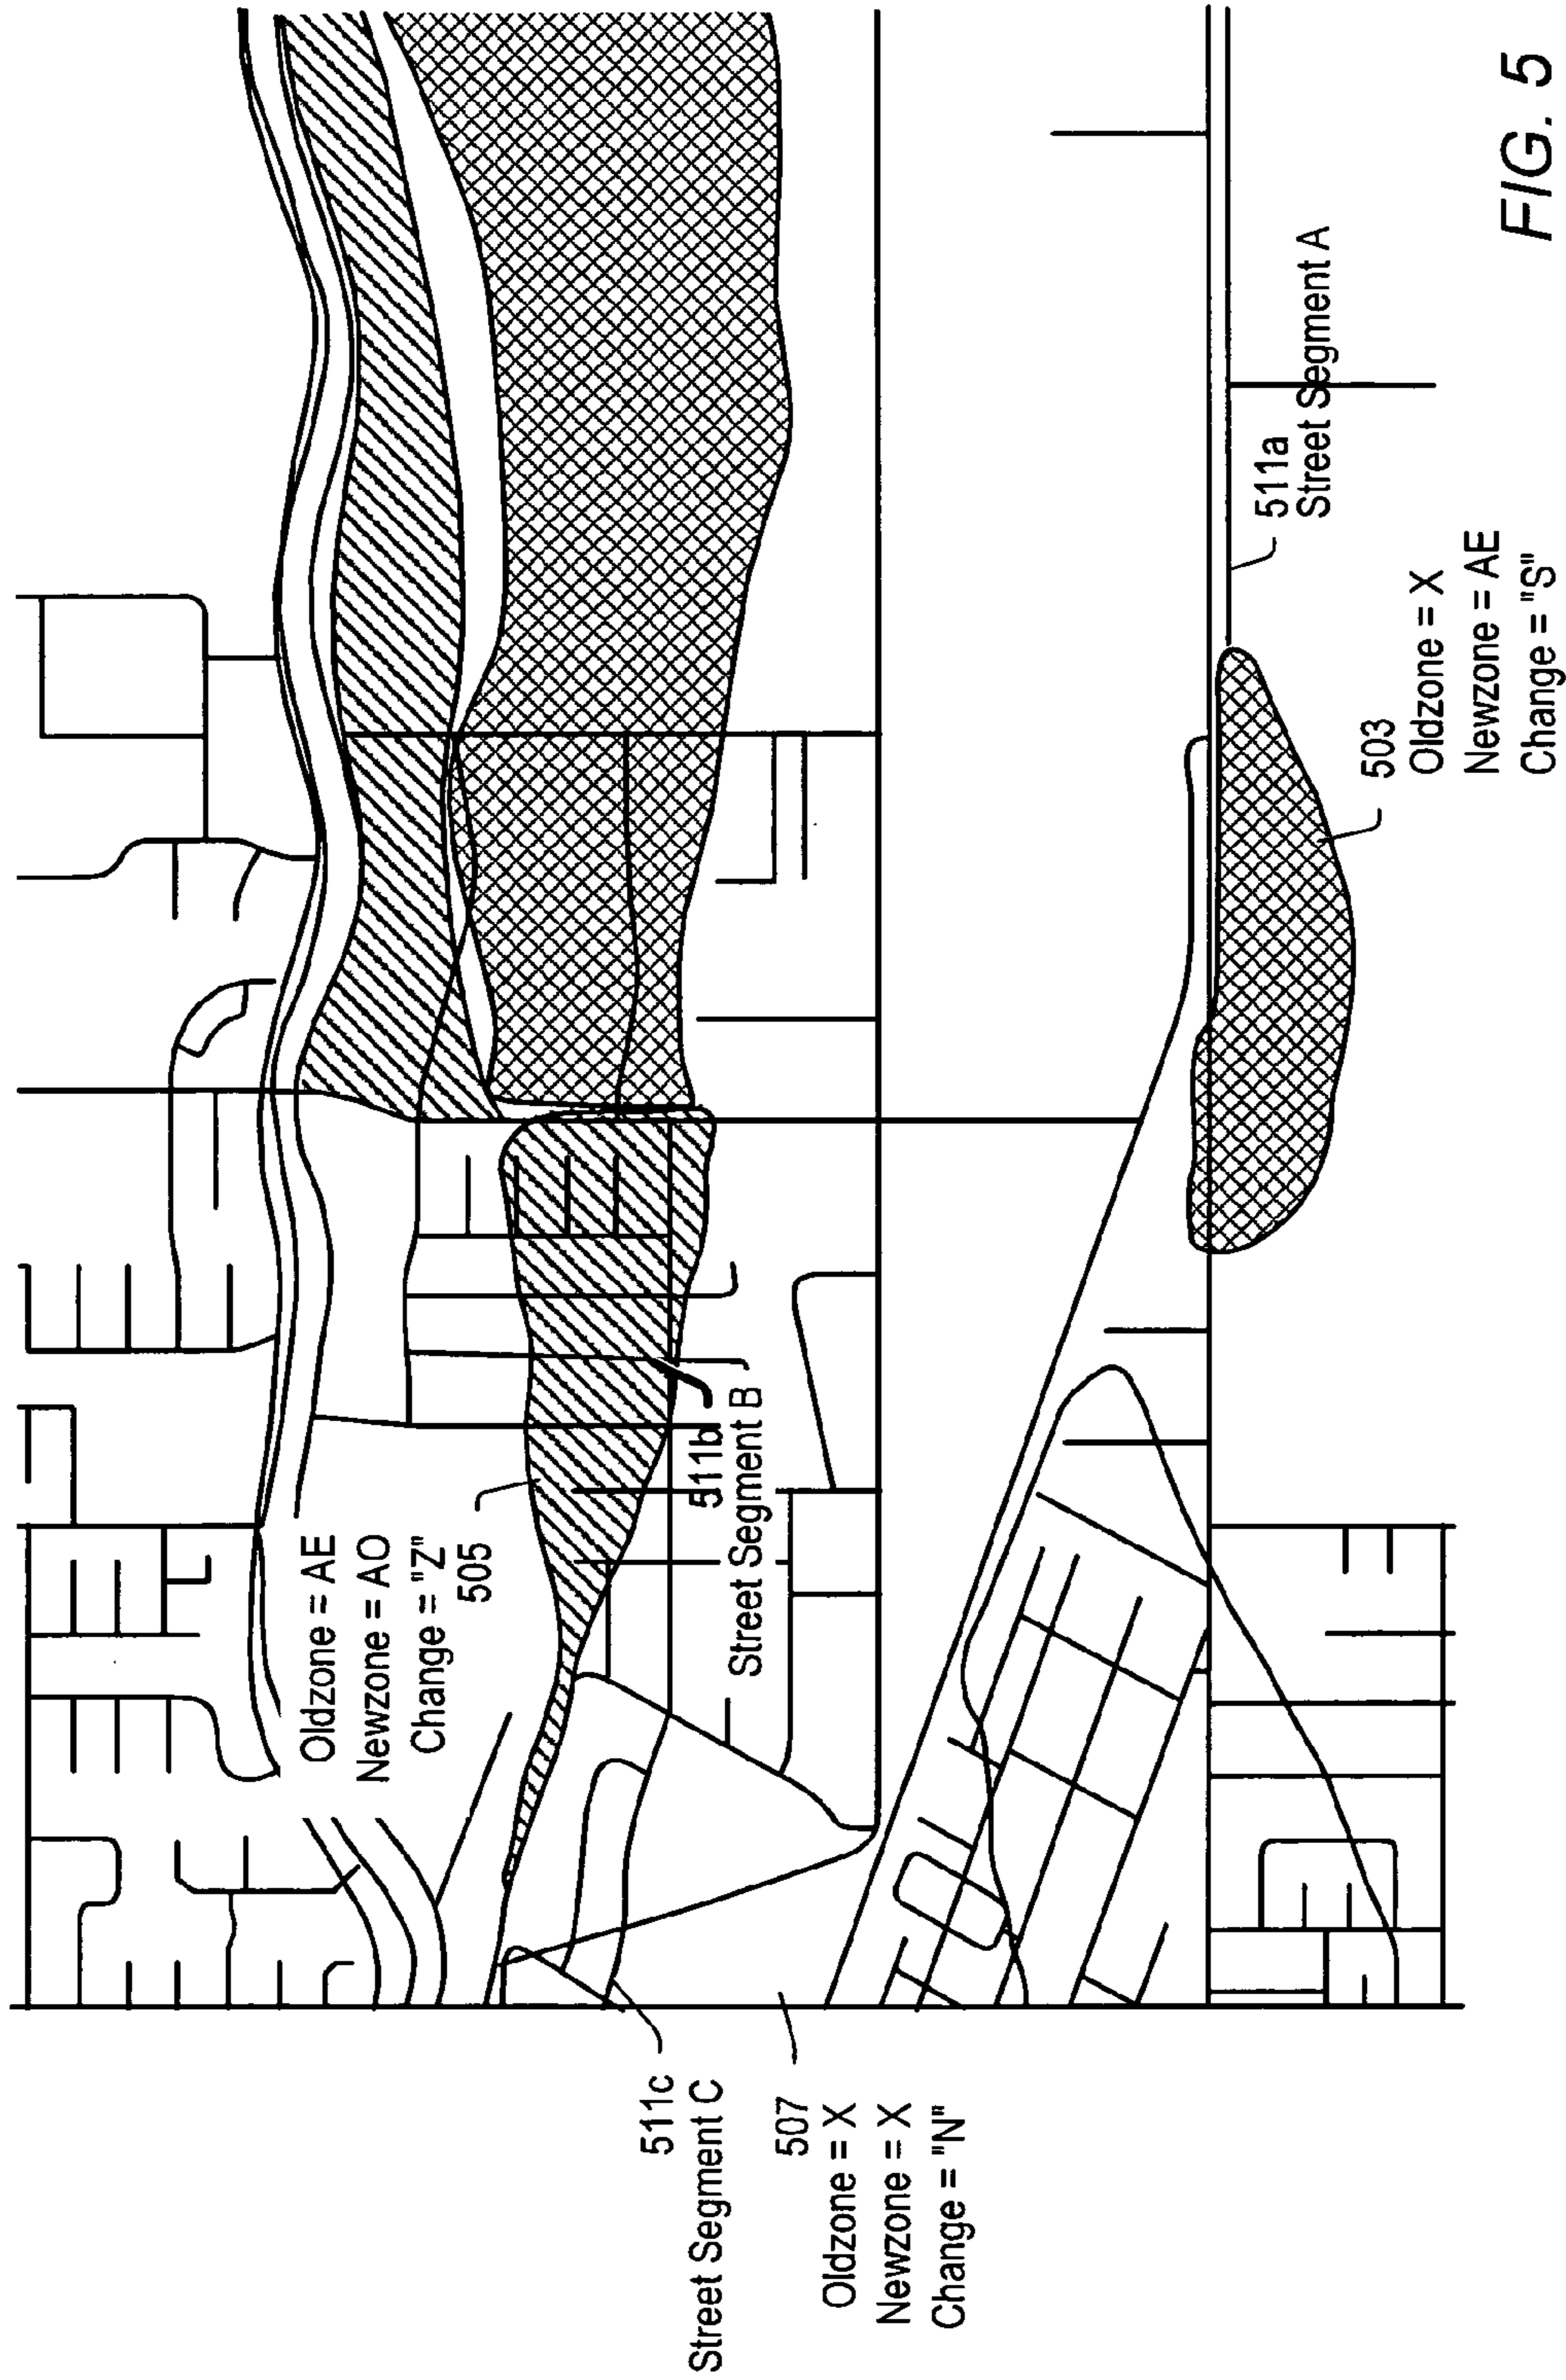 Oldzone = AE
Newzone = AO
Change = "Z"
505
511b
Street Segment B
511c
Street Segment C
507
Oldzone = X
Newzone = X
Change = "N"
511a
Street Segment A
503
Oldzone = X
Newzone = AE
Change = "S"
FIG. 5